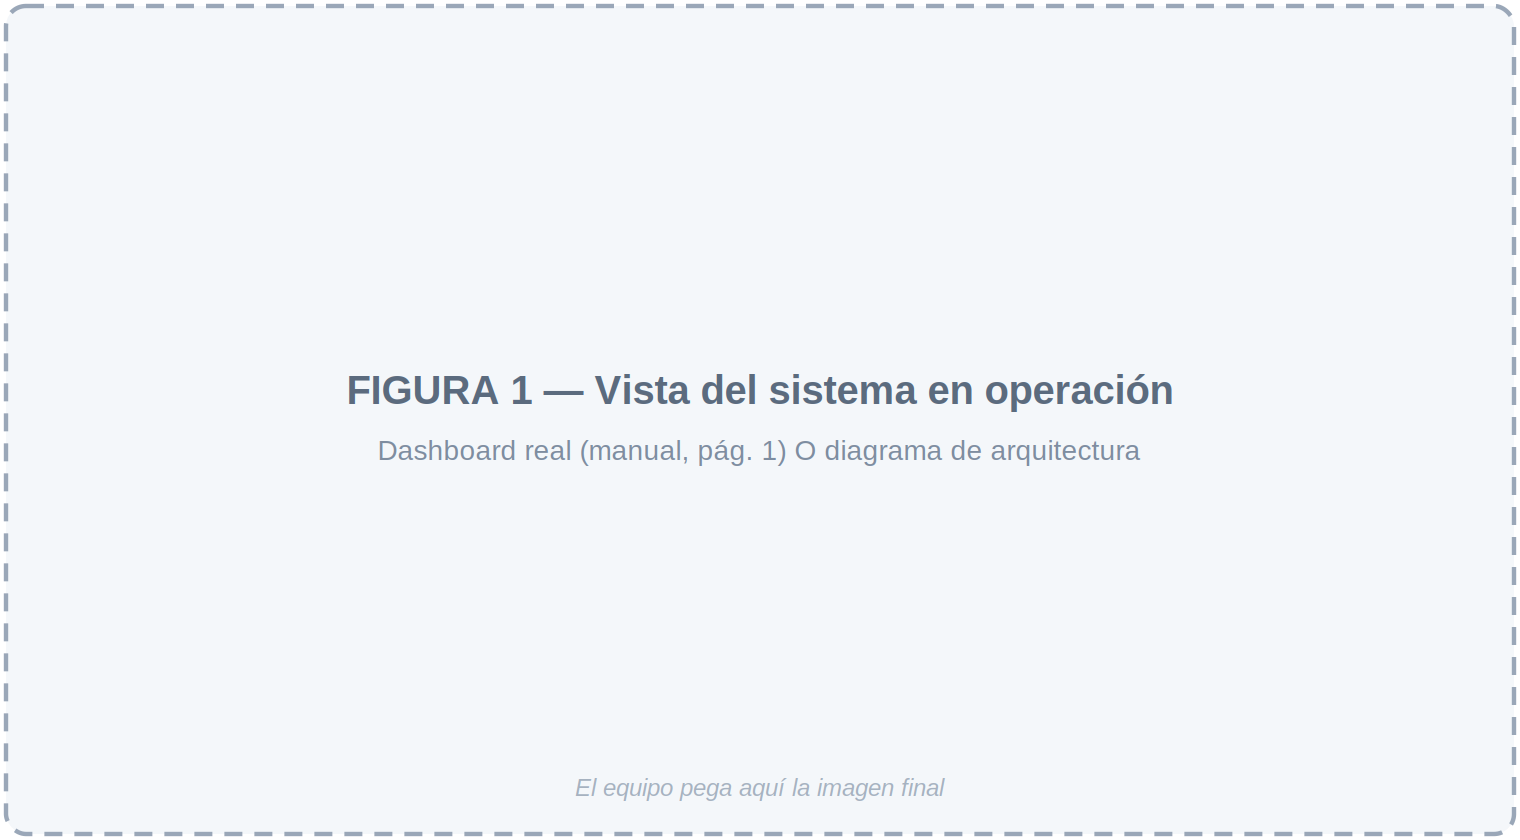 FIGURA 1 — Vista del sistema en operación
Dashboard real (manual, pág. 1) O diagrama de arquitectura
El equipo pega aquí la imagen final